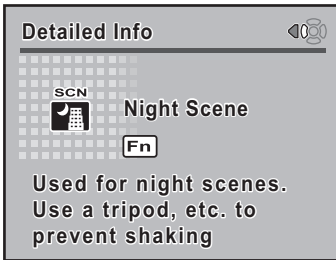 Detailed Info
SCN
Night Scene
Fn
Used for night scenes.
Use a tripod, etc. to
prevent shaking